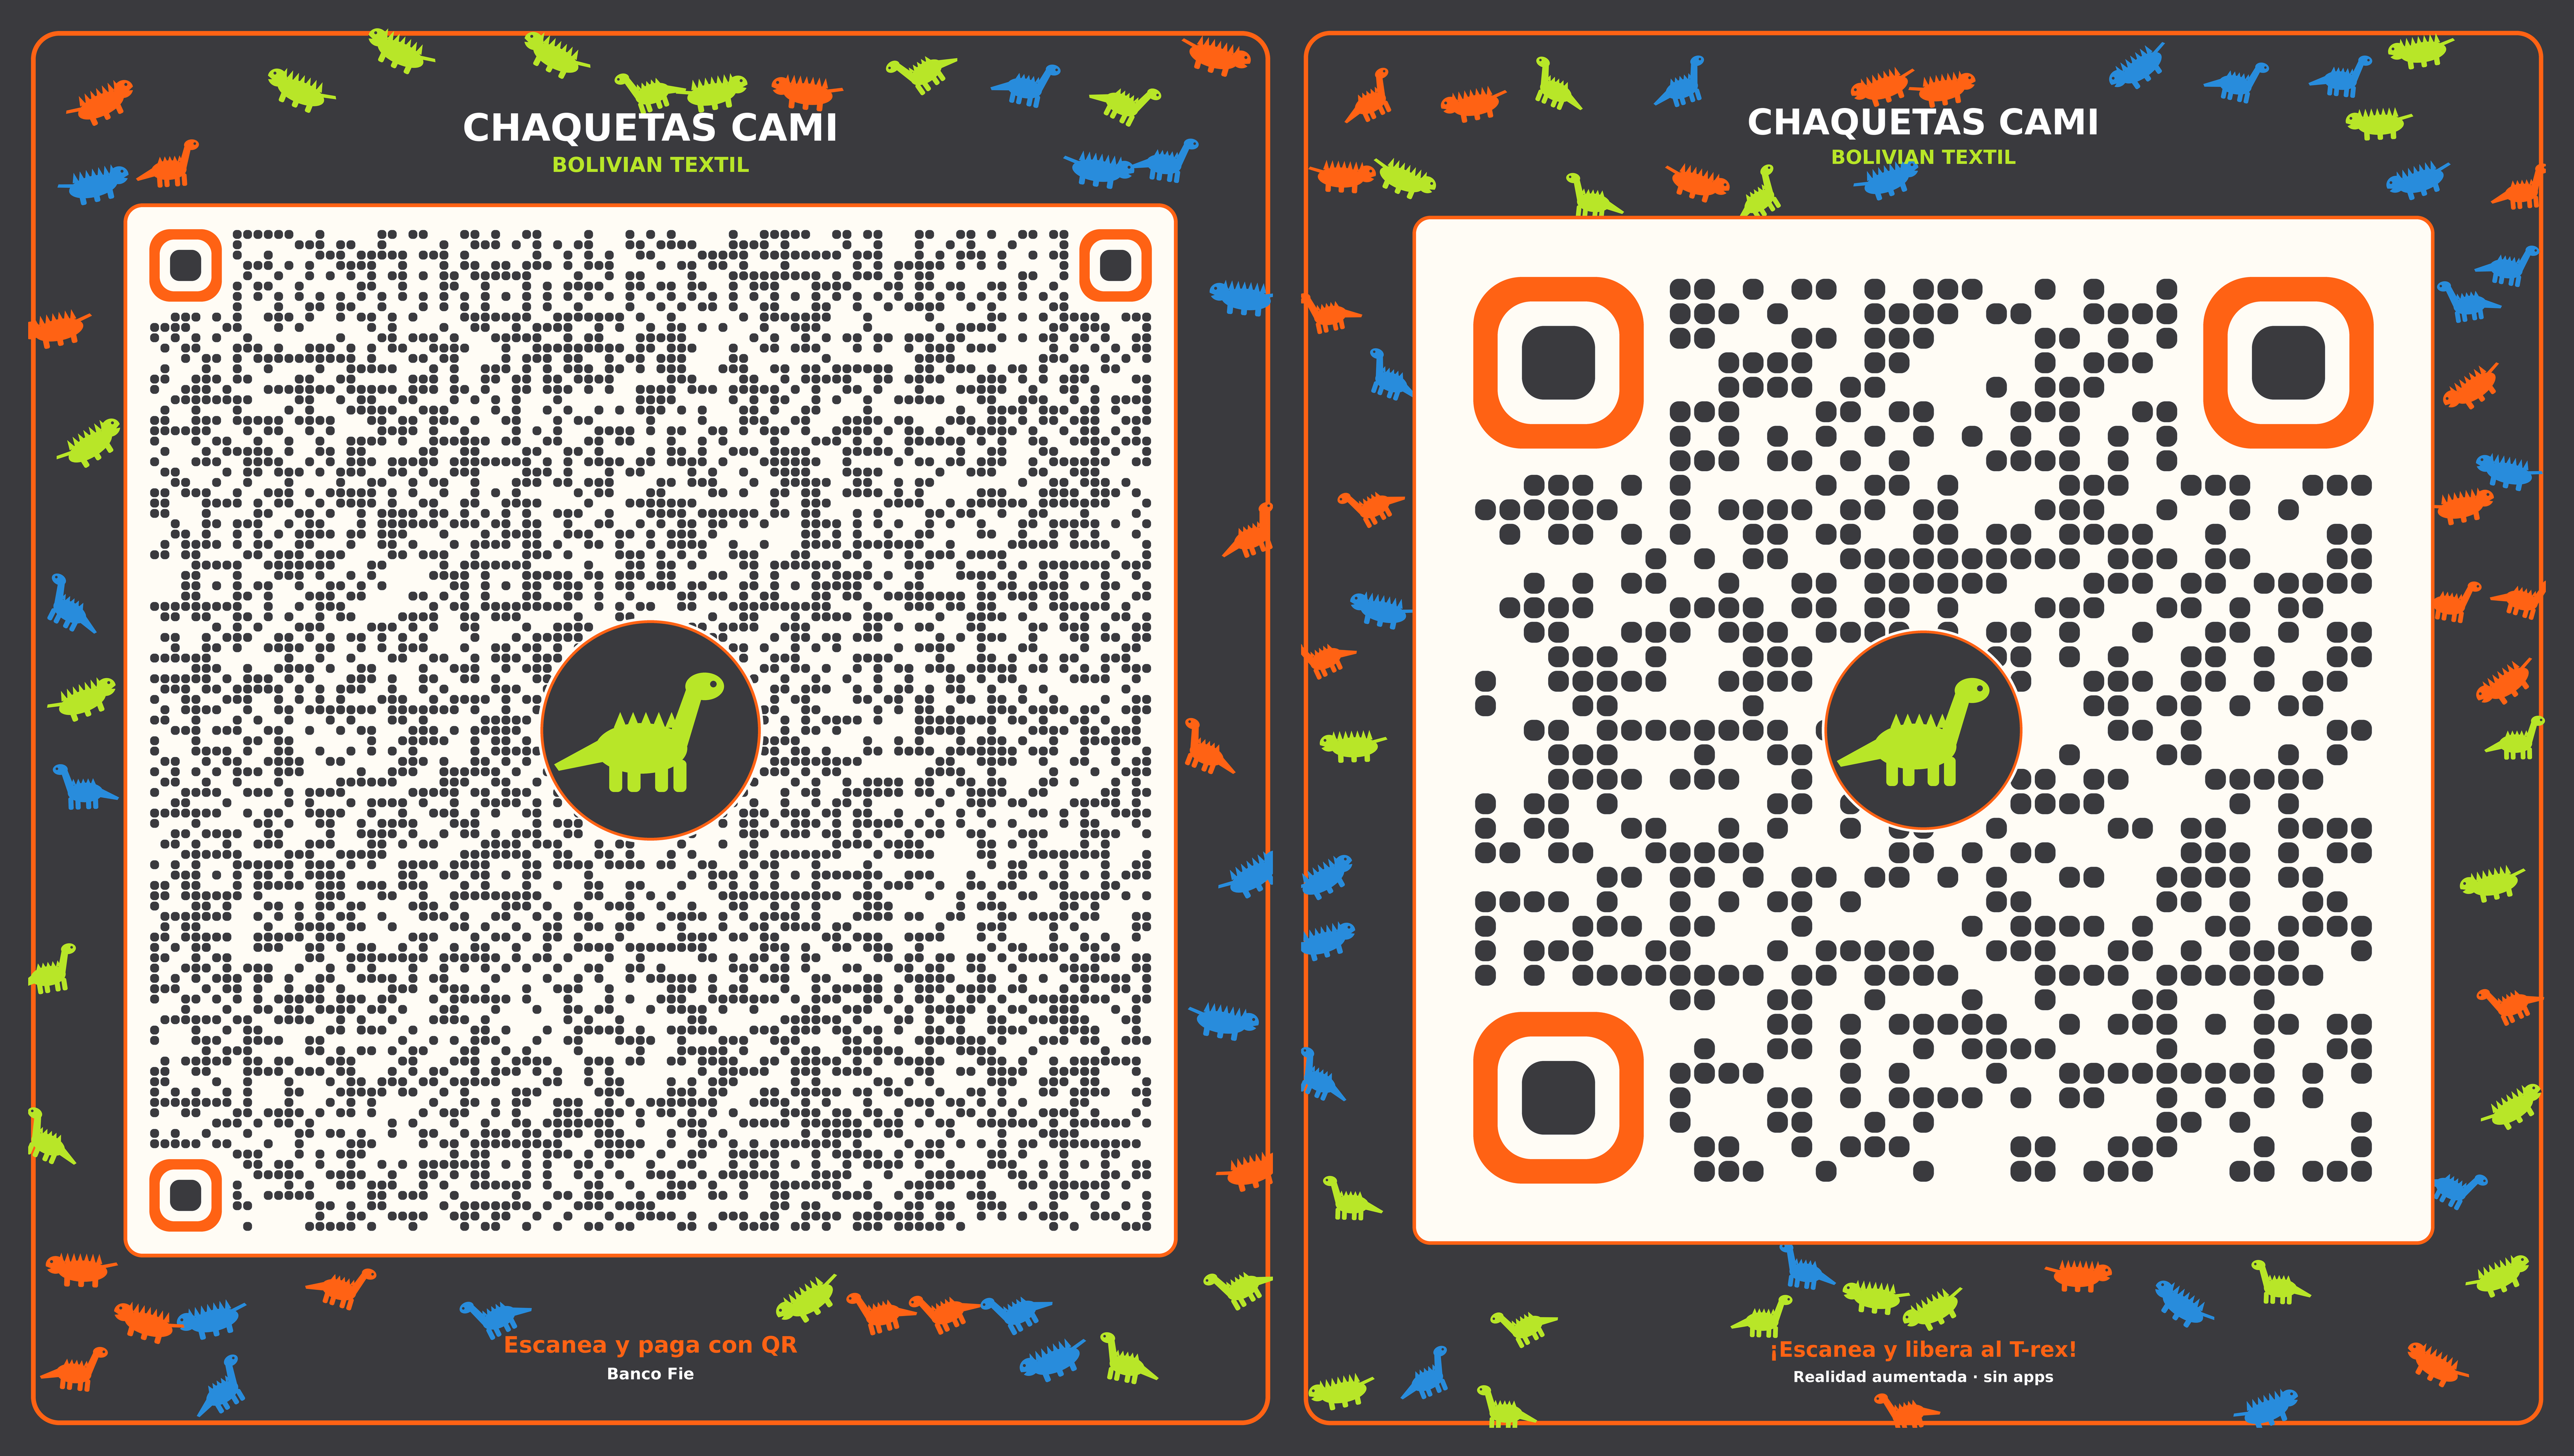 CHAQUETAS CAMI
BOLIVIAN TEXTIL
Escanea y paga con QR
Banco Fie
CHAQUETAS CAMI
BOLIVIAN TEXTIL
¡Escanea y libera al T-rex!
Realidad aumentada · sin apps